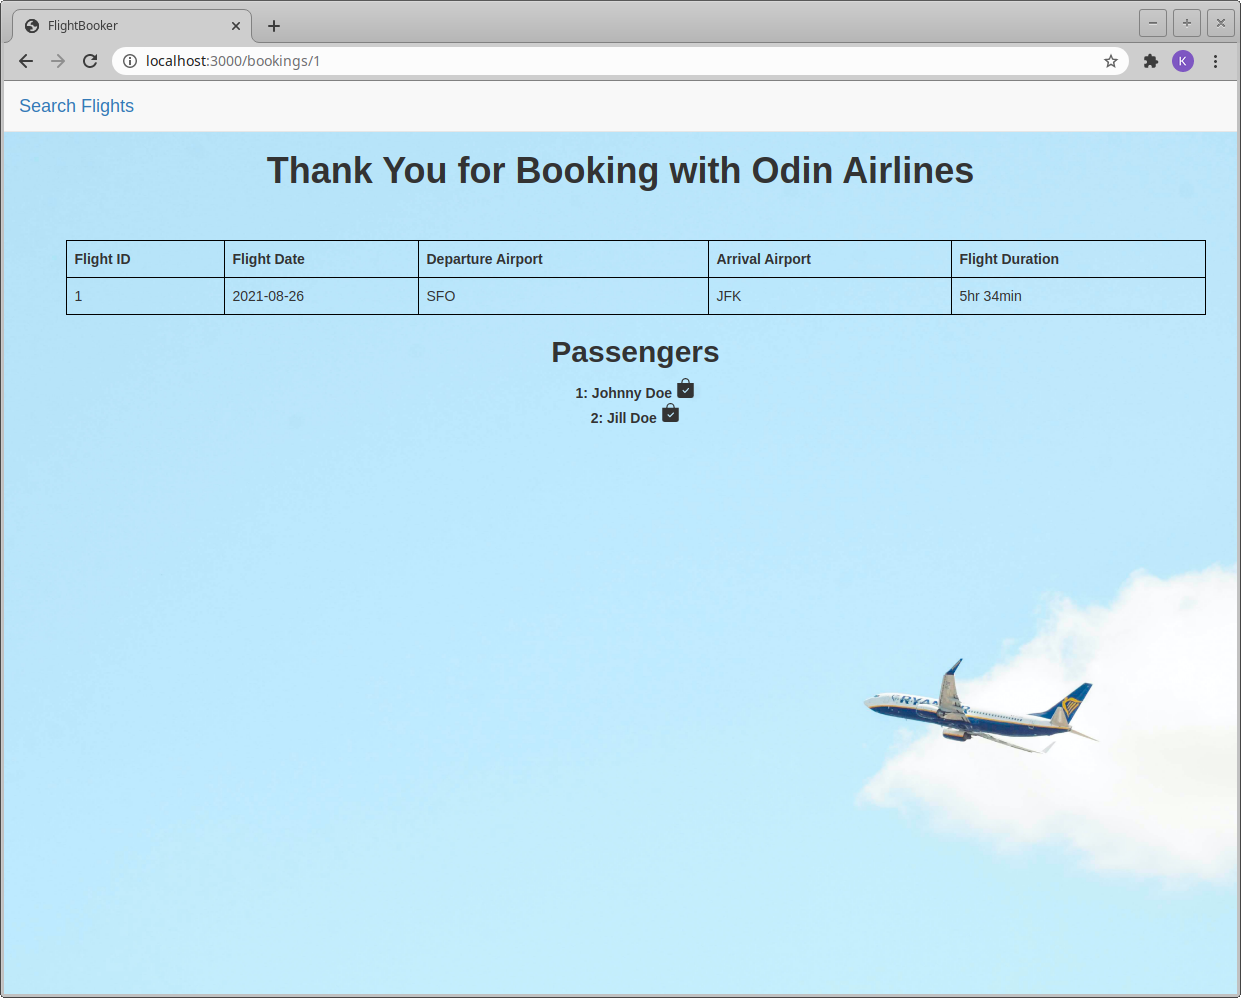 FlightBooker
localhost:3000/bookings/1
K
Search Flights
Thank You for Booking with Odin Airlines
Flight ID Flight Date Departure Airport Arrival Airport Flight Duration
1 2021-08-26 SFO JFK 5hr 34min
Passengers
1: Johnny Doe
2: Jill Doe